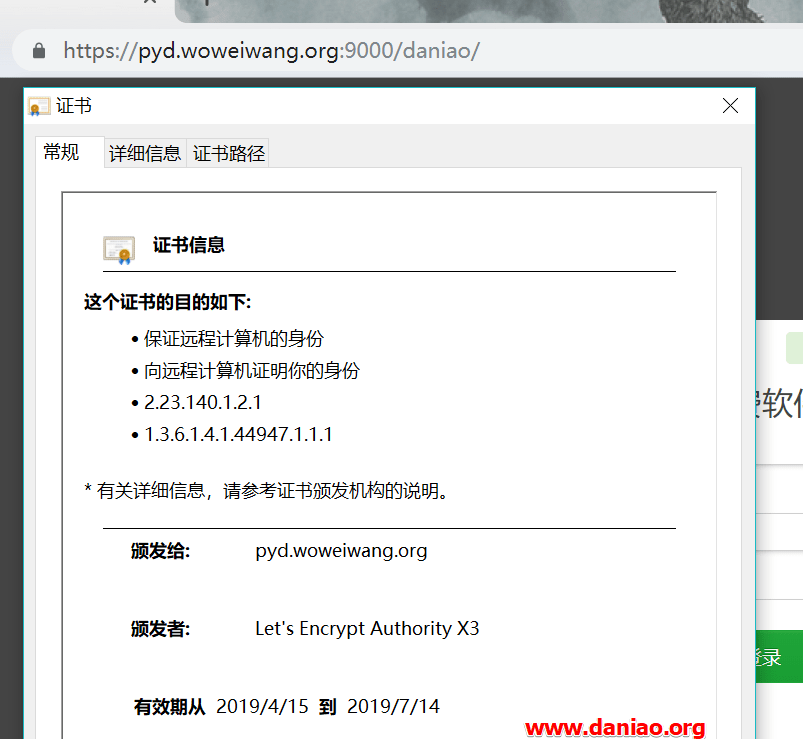 https://pyd.woweiwang.org:9000/daniao/
证书
常规 详细信息 证书路径
证书信息
这个证书的目的如下:
• 保证远程计算机的身份
• 向远程计算机证明你的身份
• 2.23.140.1.2.1
• 1.3.6.1.4.1.44947.1.1.1
软
* 有关详细信息，请参考证书颁发机构的说明。
颁发给: pyd.woweiwang.org
颁发者: Let's Encrypt Authority X3
登录
有效期从 2019/4/15 到 2019/7/14
www.daniao.org